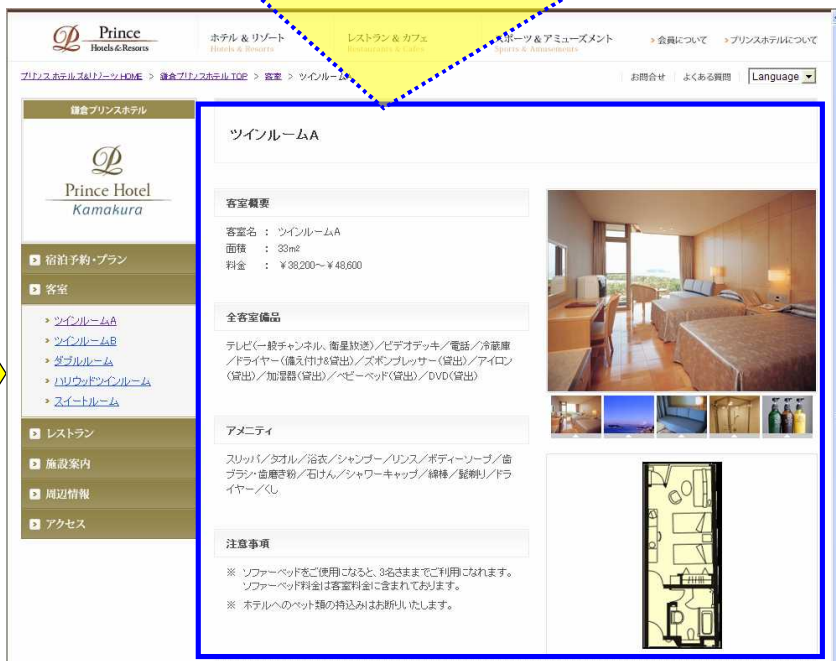 Prince
Hotels & Resorts
ホテル & リゾート
Hotels & Resorts
レストラン & カフェ
Restaurants & Cafes
スポーツ & アミューズメント
Sports & Amusements
会員について
プリンスホテルについて
プリンスホテルズ&リゾーツ HOME > 鎌倉プリンスホテル TOP > 客室 > ツインルーム
お問合せ
よくある質問
Language
鎌倉プリンスホテル
Prince Hotel
Kamakura
宿泊予約・プラン
客室
ツインルームA
ツインルームB
ダブルルーム
ハリウッドツインルーム
スイートルーム
レストラン
施設案内
周辺情報
アクセス
ツインルームA
客室概要
客室名 : ツインルームA
面積 : 33m²
料金 : ¥38,200～¥48,600
全客室備品
テレビ(一般チャンネル、衛星放送)/ビデオデッキ/電話/冷蔵庫
/ドライヤー(備え付け&貸出)/ズボンプレッサー(貸出)/アイロン
(貸出)/加湿器(貸出)/ベビーベッド(貸出)/DVD(貸出)
アメニティ
スリッパ/タオル/浴衣/シャンプー/リンス/ボディーソープ/歯
ブラシ・歯磨き粉/石けん/シャワーキャップ/綿棒/髭剃り/ドラ
イヤー/くし
注意事項
※ ソファーベッドをご使用になると、3名さままでご利用になれます。
ソファーベッド料金は客室料金に含まれております。
※ ホテルへのペット類の持込みはお断りいたします。